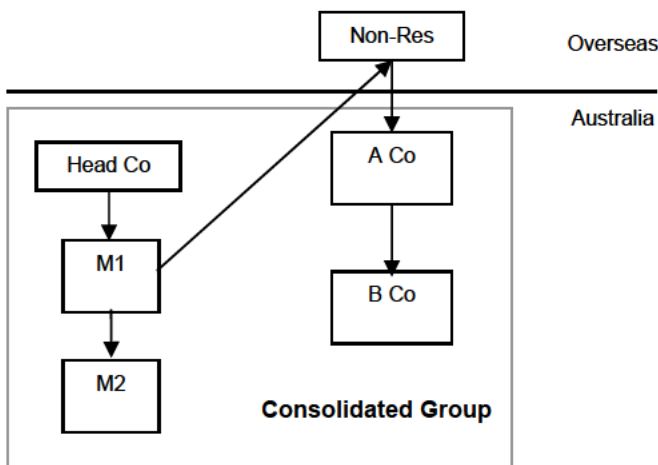 Non-Res
Overseas
Australia
Head Co
A Co
M1
B Co
M2
Consolidated Group